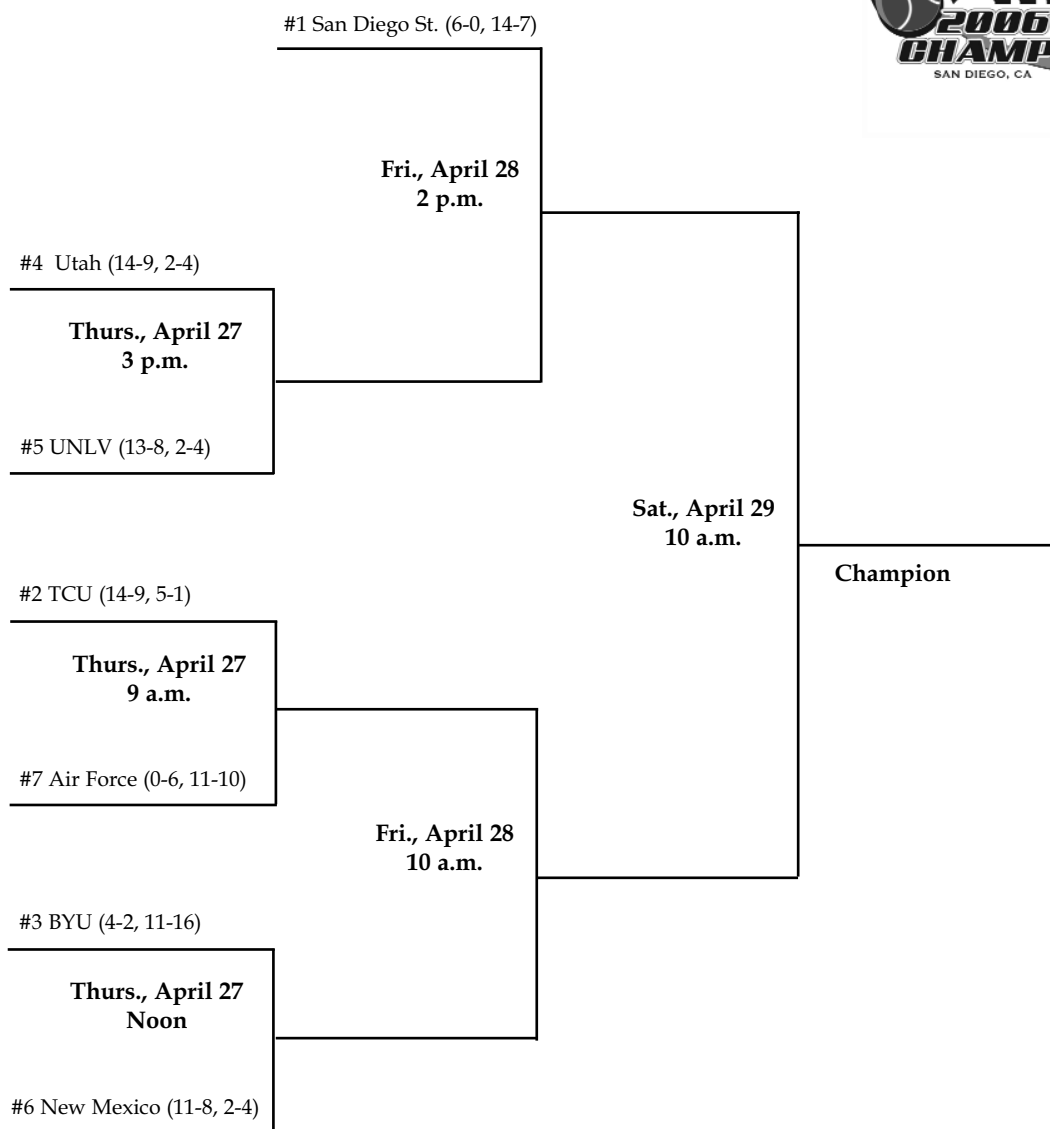 #1 San Diego St. (6-0, 14-7)
2006
CHAMP
SAN DIEGO, CA
Fri., April 28
2 p.m.
#4 Utah (14-9, 2-4)
Thurs., April 27
3 p.m.
#5 UNLV (13-8, 2-4)
Sat., April 29
10 a.m.
Champion
#2 TCU (14-9, 5-1)
Thurs., April 27
9 a.m.
#7 Air Force (0-6, 11-10)
Fri., April 28
10 a.m.
#3 BYU (4-2, 11-16)
Thurs., April 27
Noon
#6 New Mexico (11-8, 2-4)